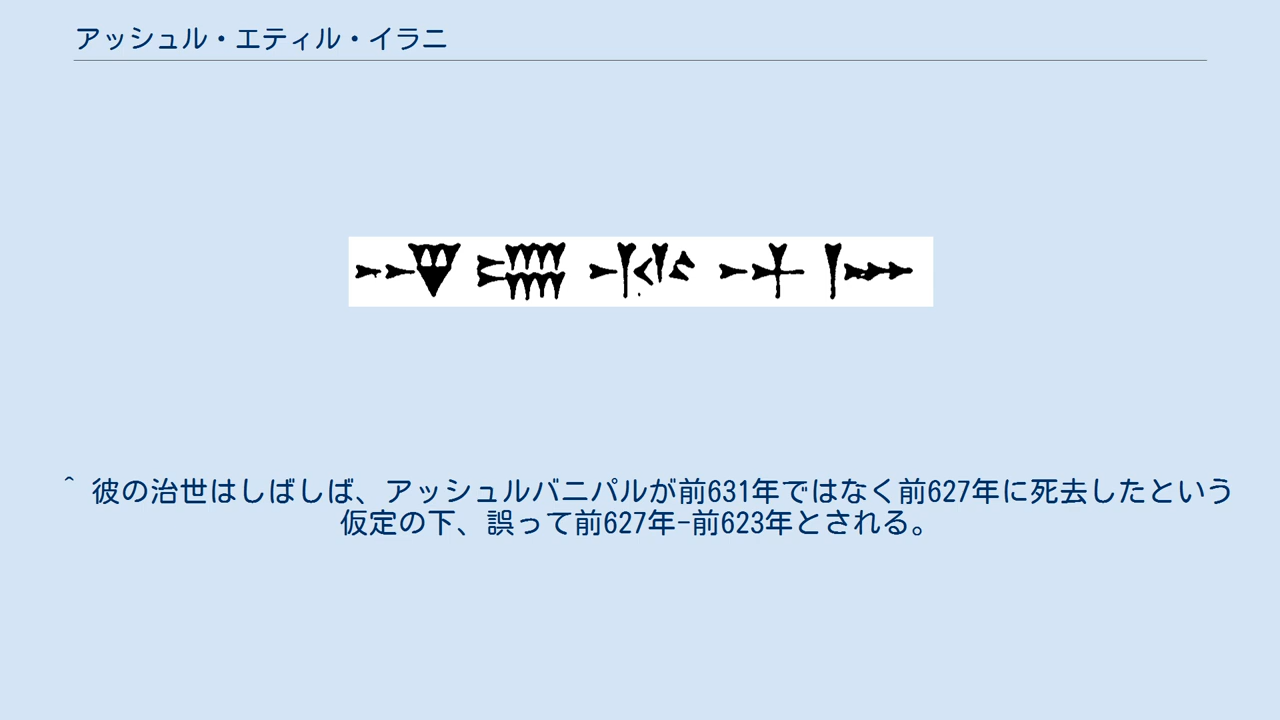 アッシュル・エティル・イラニ
^ 彼の治世はしばしば、アッシュルバニパルが前631年ではなく前627年に死去したという
仮定の下、誤って前627年-前623年とされる。